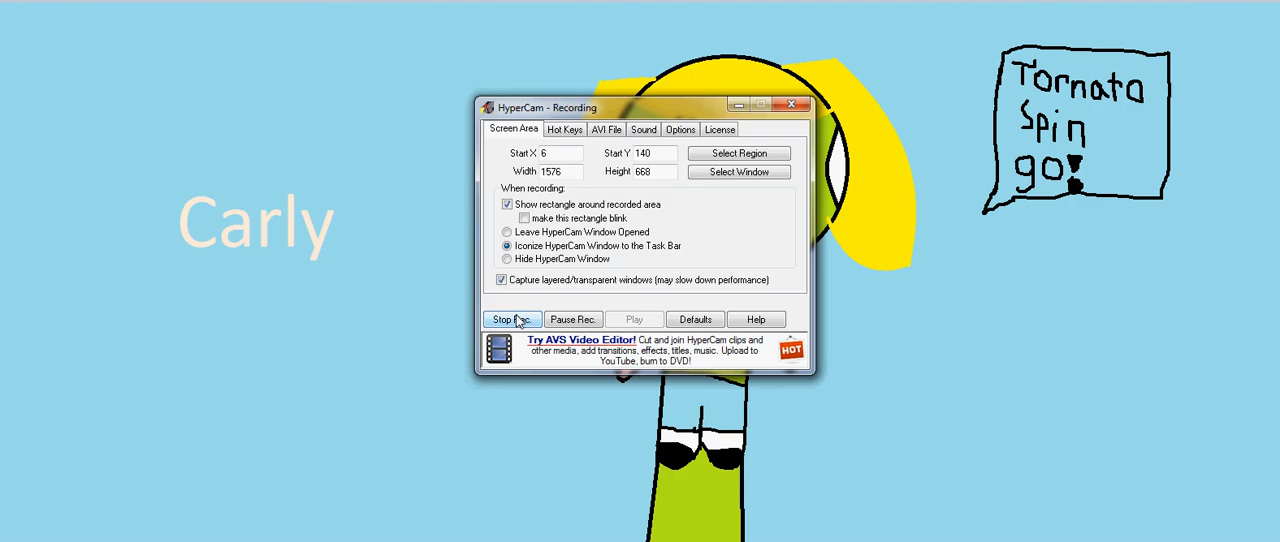 Carly
Tornato
Spin
go!
HyperCam - Recording
Screen Area Hot Keys AVI File Sound Options License
Start X 6 Start Y 140 Select Region
Width 1576 Height 668 Select Window
When recording:
Show rectangle around recorded area
make this rectangle blink
Leave HyperCam Window Opened
Iconize HyperCam Window to the Task Bar
Hide HyperCam Window
Capture layered/transparent windows (may slow down performance)
Stop Rec. Pause Rec. Play Defaults Help
Try AVS Video Editor! Cut and join HyperCam clips and
other media, add transitions, effects, titles, music. Upload to
YouTube, burn to DVD!
HOT